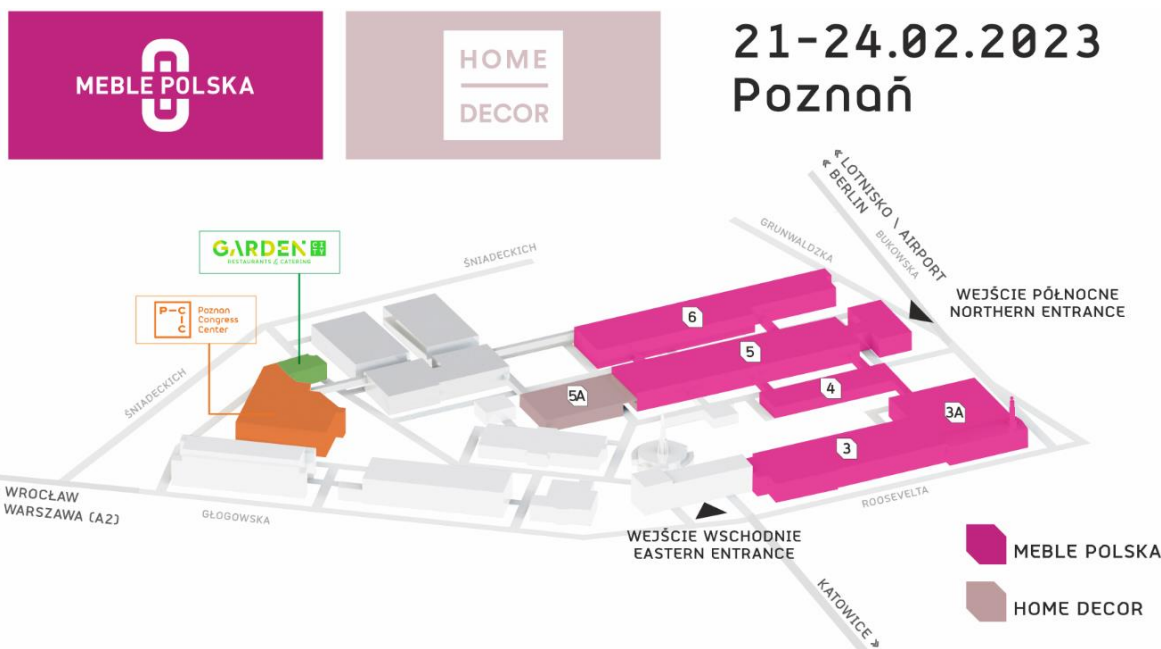 MEBLE POLSKA
HOME
DECOR
21-24.02.2023
Poznań
« LOTNISKO \ AIRPORT
« BERLIN
BUKOWSKA
GRUNWALDZKA
ŚNIADECKICH
GARDEN CITY
RESTAURANTS & CATERING
P-C
I
C
Poznan
Congress
Center
WEJŚCIE PÓŁNOCNE
NORTHERN ENTRANCE
6
5
4
5A
3A
3
ŚNIADECKICH
WROCŁAW
WARSZAWA (A2)
GŁOGOWSKA
ROOSEVELTA
WEJŚCIE WSCHODNIE
EASTERN ENTRANCE
KATOWICE »
MEBLE POLSKA
HOME DECOR